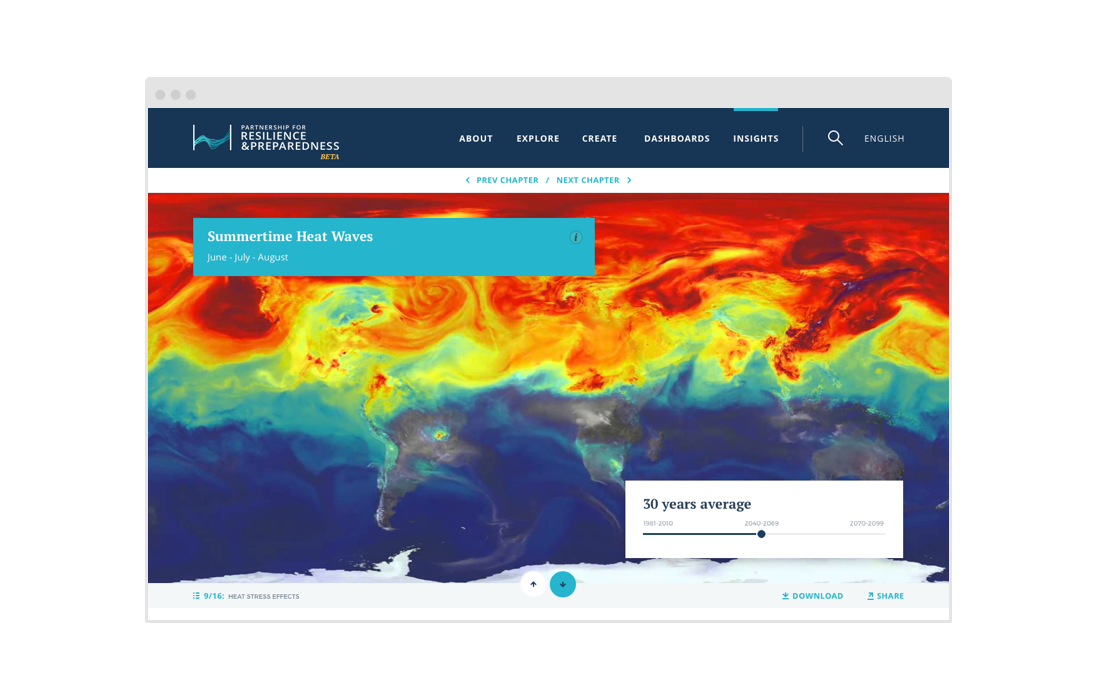 PARTNERSHIP FOR
RESILIENCE
&PREPAREDNESS
BETA
ABOUT EXPLORE CREATE DASHBOARDS INSIGHTS ENGLISH
PREV CHAPTER / NEXT CHAPTER
Summertime Heat Waves
i
June - July - August
30 years average
1981-2010 2040-2069 2070-2099
9/16: HEAT STRESS EFFECTS DOWNLOAD SHARE